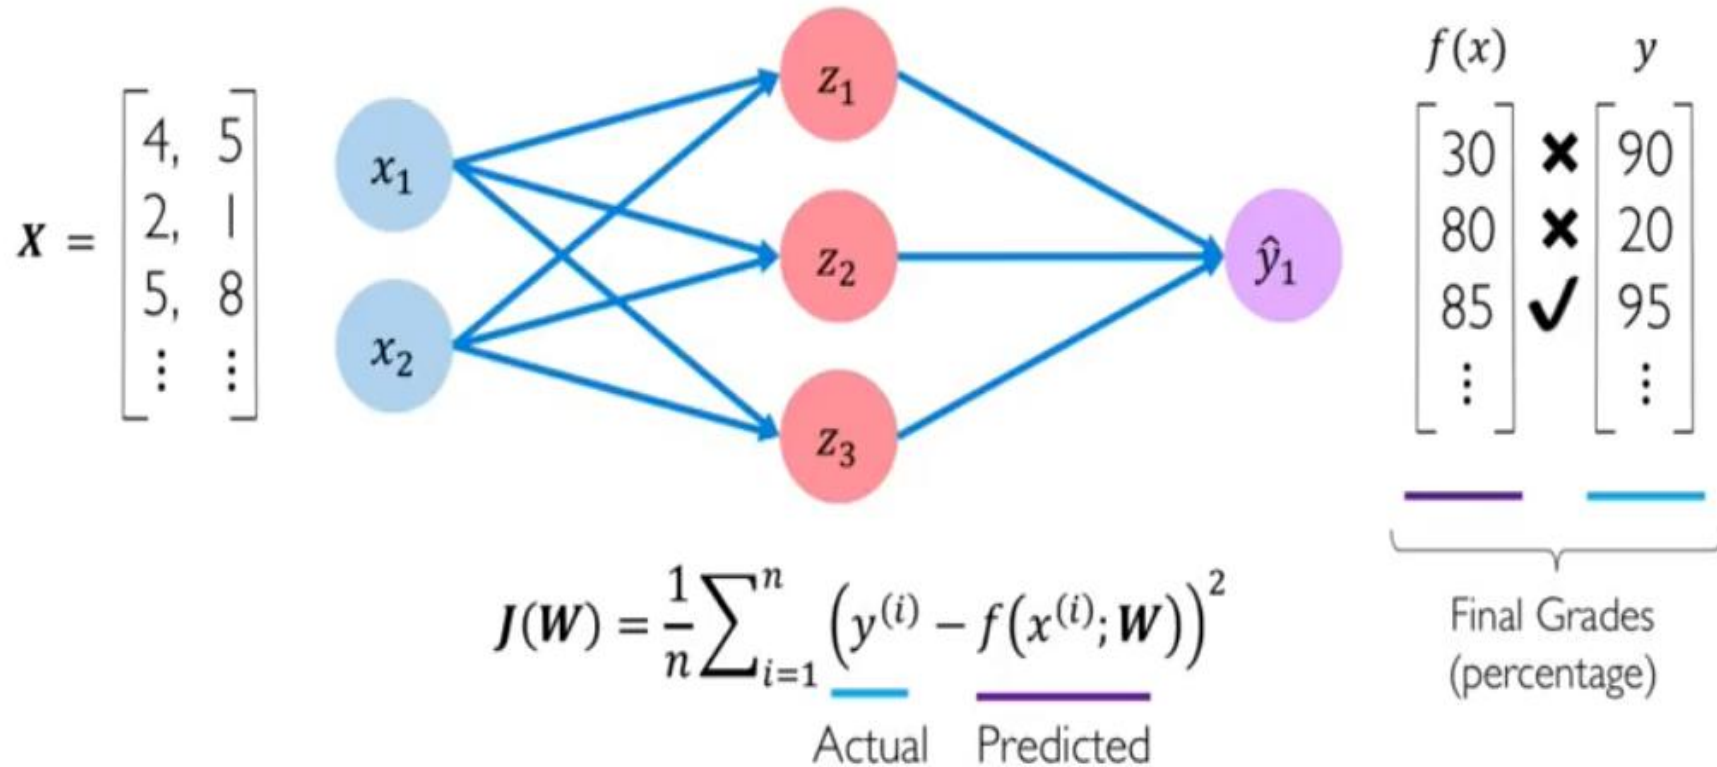 X =
4, 5
2, 1
5, 8
⋮ ⋮
x₁
x₂
z₁
z₂
z₃
ŷ₁
f(x) y
30 ✖ 90
80 ✖ 20
85 ✔ 95
⋮ ⋮
Final Grades
(percentage)
J(W) = 1/n ∑ⁿᵢ₌₁ (y⁽ⁱ⁾ − f(x⁽ⁱ⁾; W))²
Actual Predicted